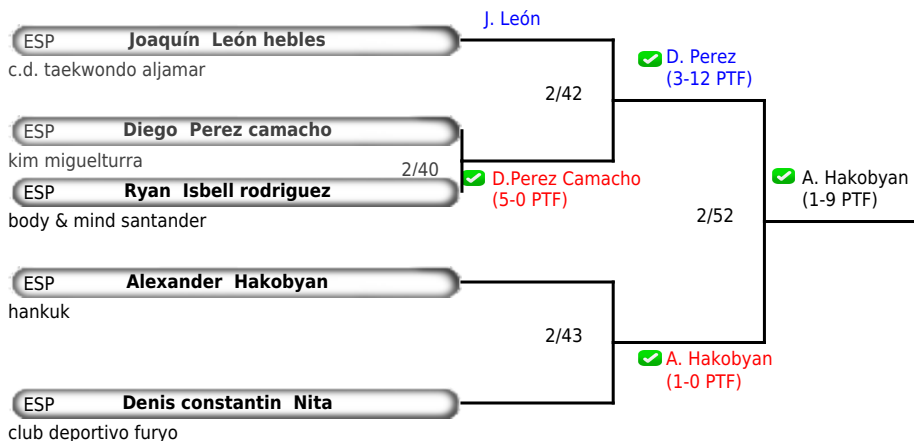 J. León
ESP Joaquín León hebles
c.d. taekwondo aljamar
D. Perez
(3-12 PTF)
2/42
ESP Diego Perez camacho
kim miguelturra
2/40
D.Perez Camacho
(5-0 PTF)
ESP Ryan Isbell rodriguez
body & mind santander
A. Hakobyan
(1-9 PTF)
2/52
ESP Alexander Hakobyan
hankuk
2/43
A. Hakobyan
(1-0 PTF)
ESP Denis constantin Nita
club deportivo furyo